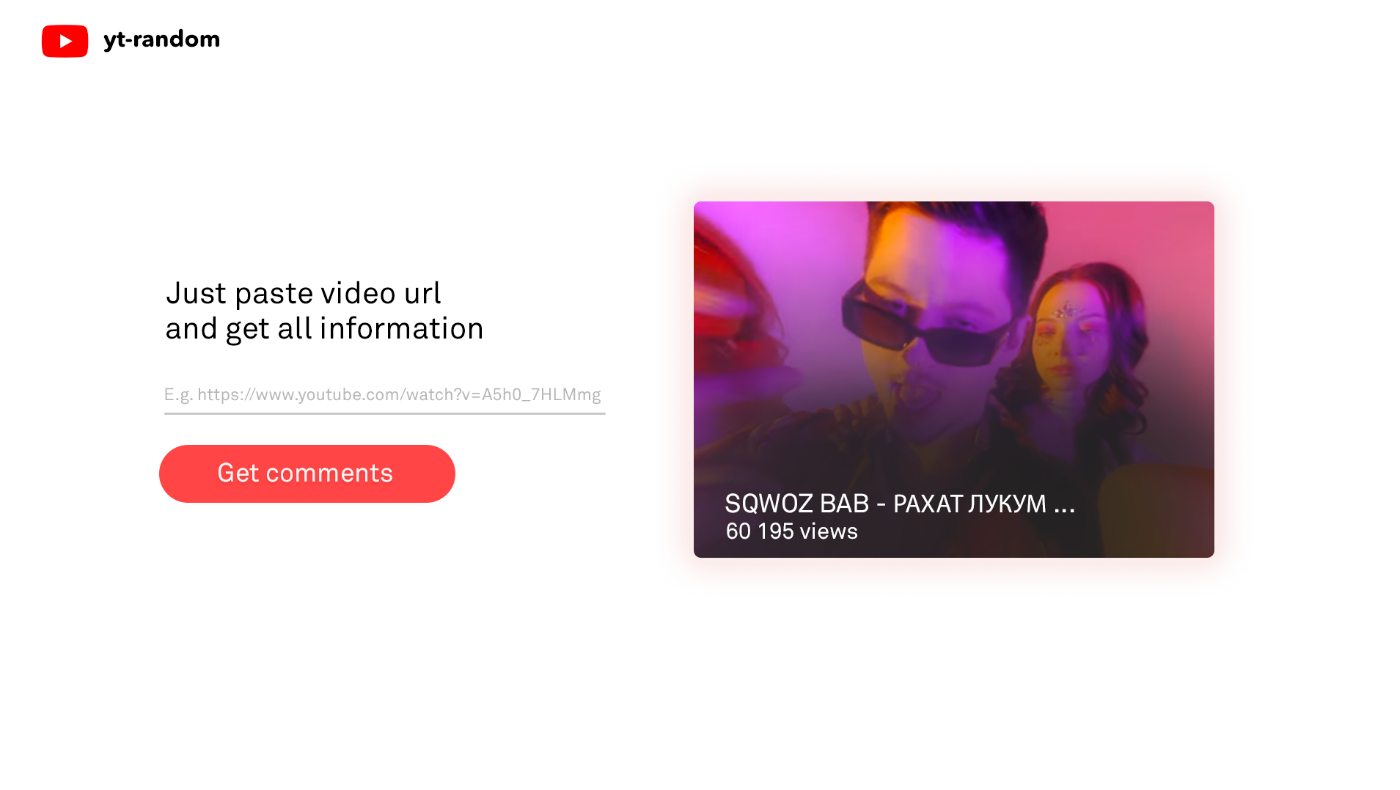 yt-random
Just paste video url
and get all information
E.g. https://www.youtube.com/watch?v=A5h0_7HLMmg
Get comments
SQWOZ BAB - РАХАТ ЛУКУМ ...
60 195 views